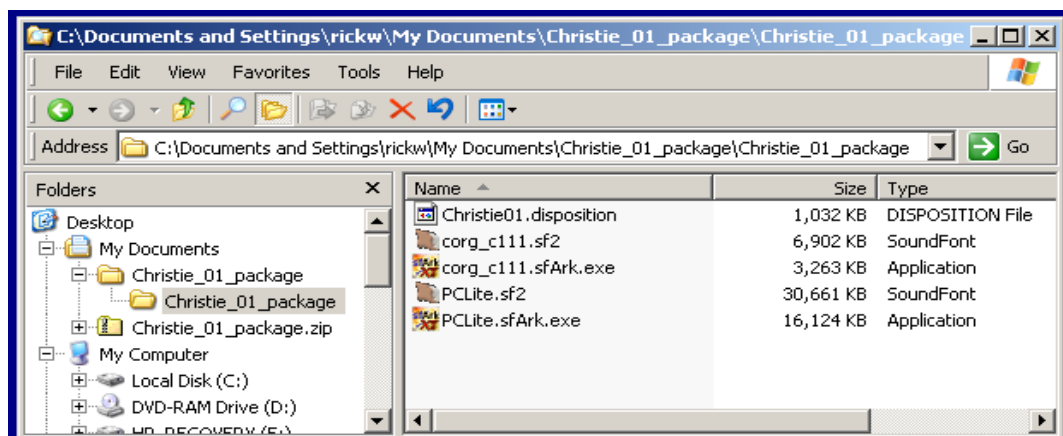 C:\Documents and Settings\rickw\My Documents\Christie_01_package\Christie_01_package
File Edit View Favorites Tools Help
Address C:\Documents and Settings\rickw\My Documents\Christie_01_package\Christie_01_package Go
Folders
Desktop
My Documents
Christie_01_package
Christie_01_package
Christie_01_package.zip
My Computer
Local Disk (C:)
DVD-RAM Drive (D:)
HP_RECOVERY (E:)
Name Size Type
Christie01.disposition 1,032 KB DISPOSITION File
corg_c111.sf2 6,902 KB SoundFont
corg_c111.sfArk.exe 3,263 KB Application
PCLite.sf2 30,661 KB SoundFont
PCLite.sfArk.exe 16,124 KB Application